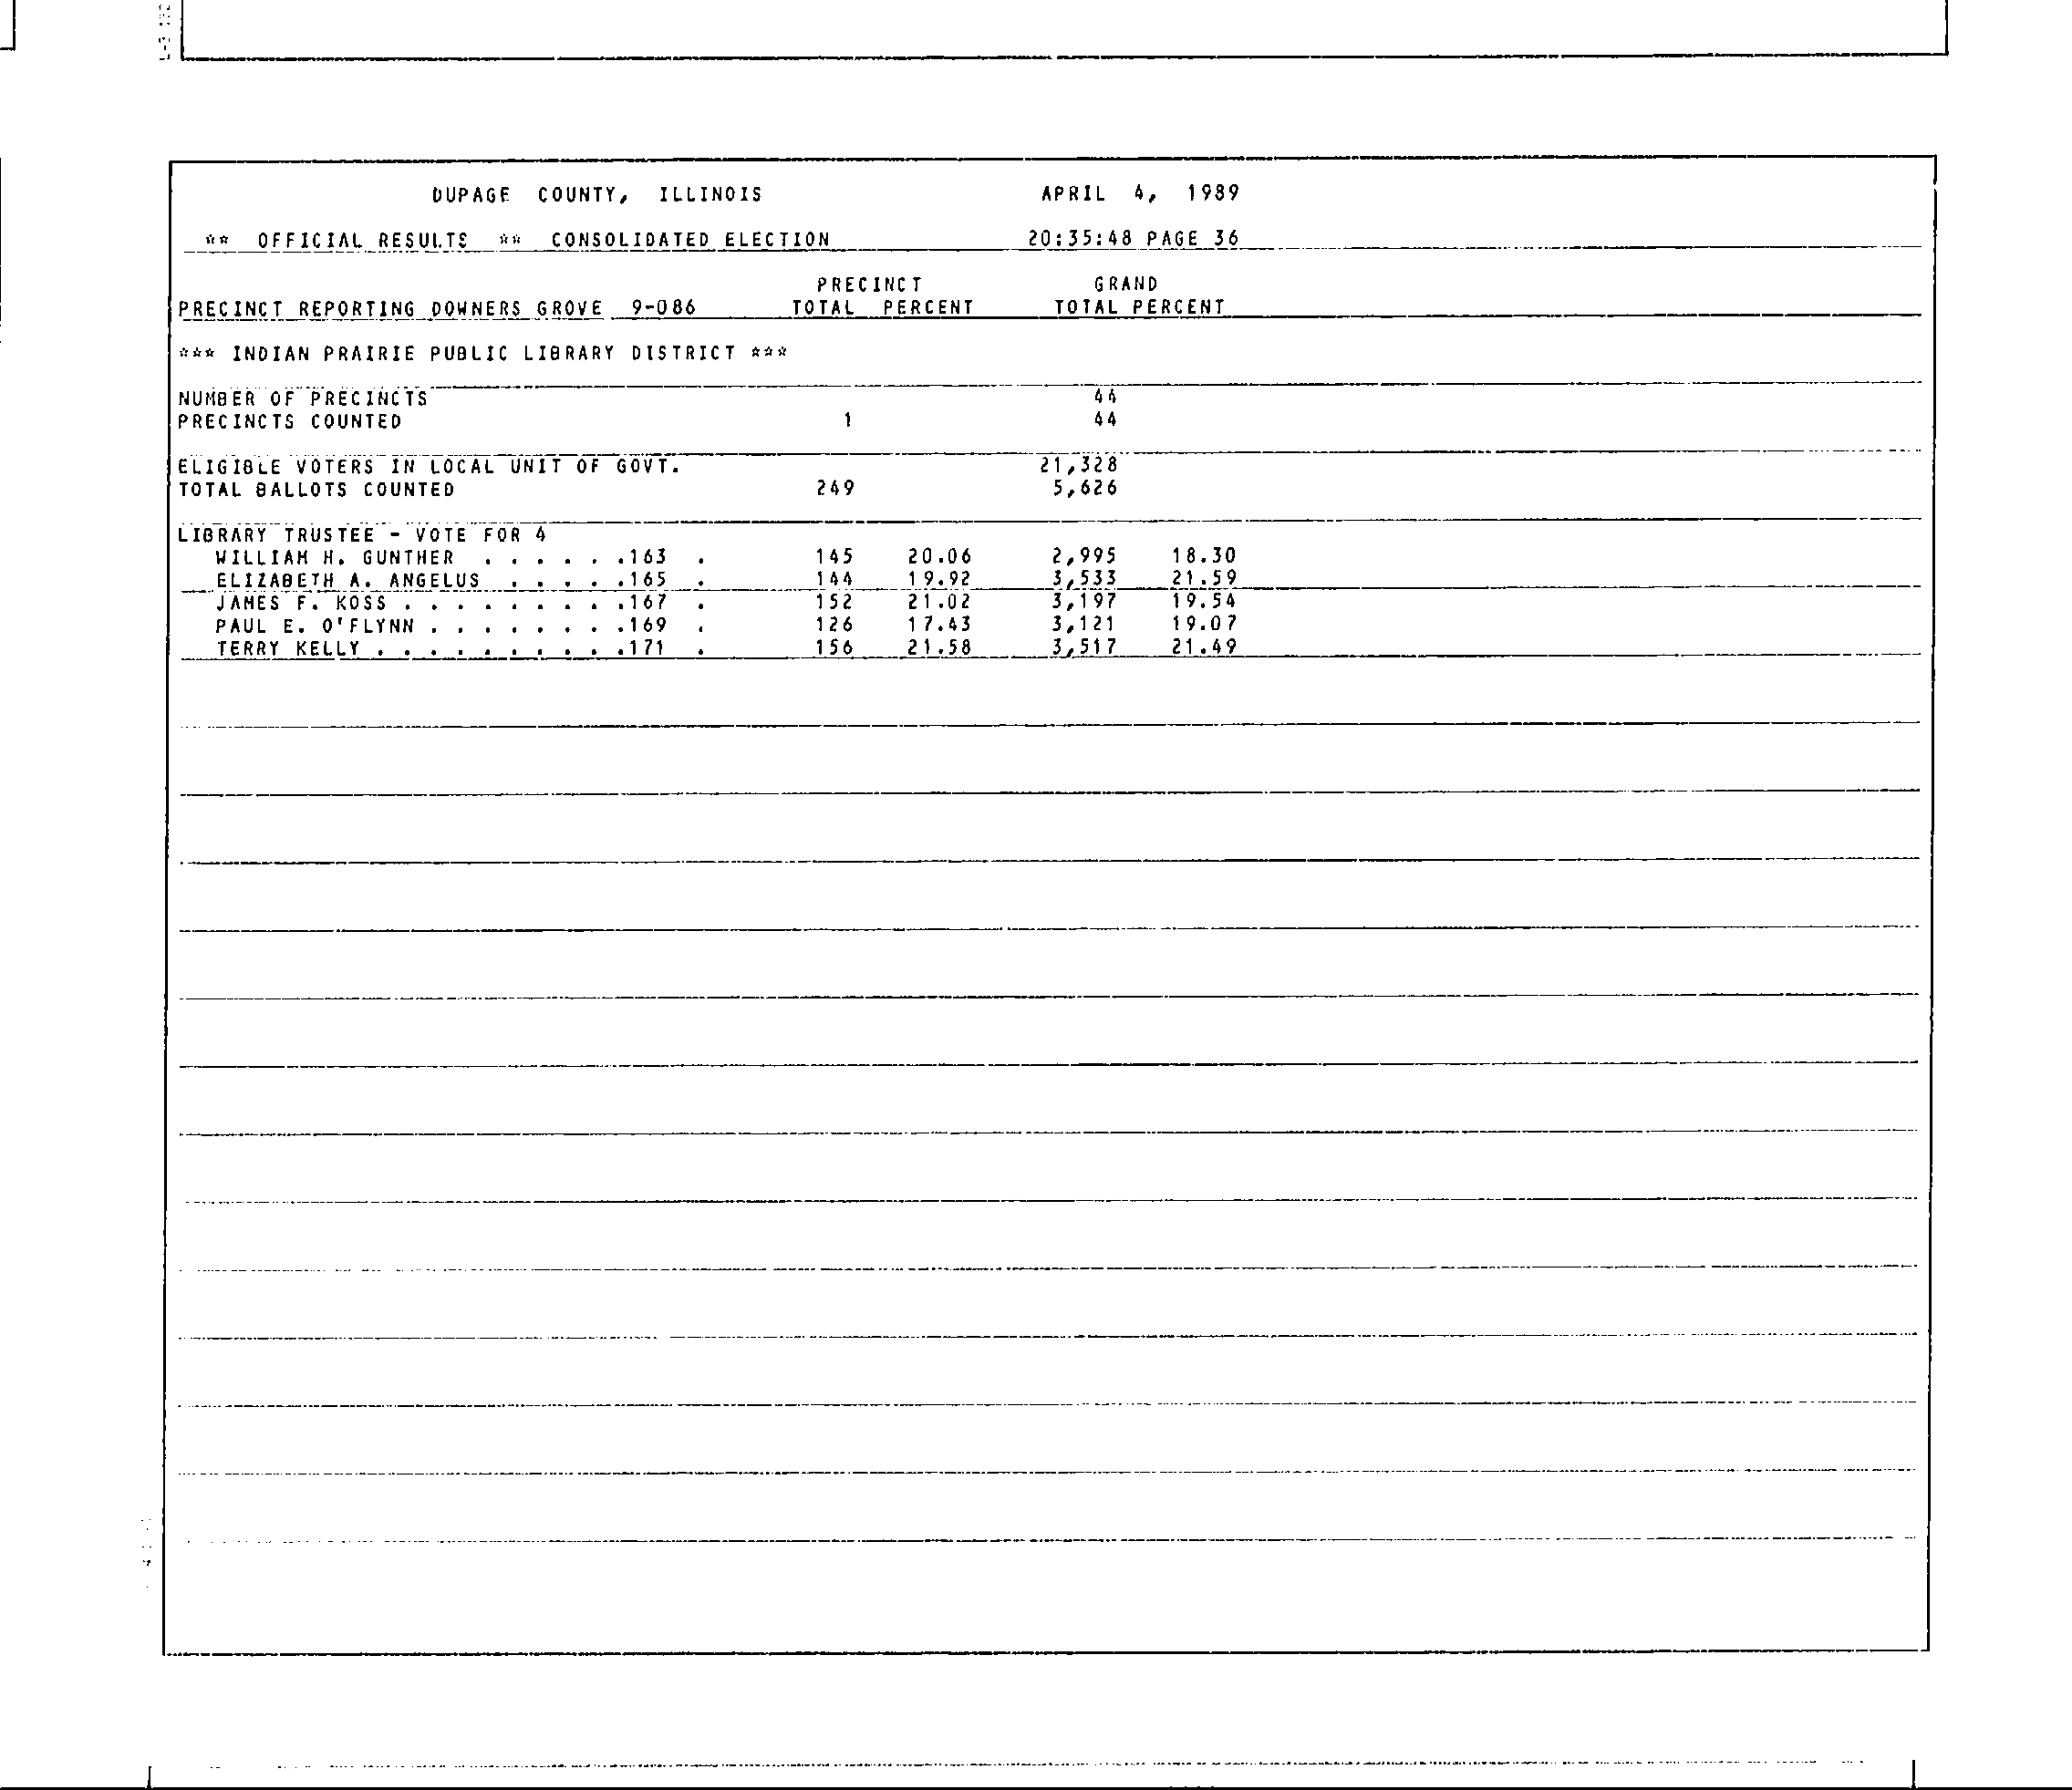 DUPAGE COUNTY, ILLINOIS APRIL 4, 1989
** OFFICIAL RESULTS ** CONSOLIDATED ELECTION 20:35:48 PAGE 36
PRECINCT GRAND
PRECINCT REPORTING DOWNERS GROVE 9-086 TOTAL PERCENT TOTAL PERCENT
*** INDIAN PRAIRIE PUBLIC LIBRARY DISTRICT ***
NUMBER OF PRECINCTS 44
PRECINCTS COUNTED 1 44
ELIGIBLE VOTERS IN LOCAL UNIT OF GOVT. 21,328
TOTAL BALLOTS COUNTED 249 5,626
LIBRARY TRUSTEE - VOTE FOR 4
WILLIAM H. GUNTHER . . . . . .163 . 145 20.06 2,995 18.30
ELIZABETH A. ANGELUS . . . . .165 . 144 19.92 3,533 21.59
JAMES F. KOSS . . . . . . . . .167 . 152 21.02 3,197 19.54
PAUL E. O'FLYNN . . . . . . . .169 . 126 17.43 3,121 19.07
TERRY KELLY . . . . . . . . . .171 . 156 21.58 3,517 21.49